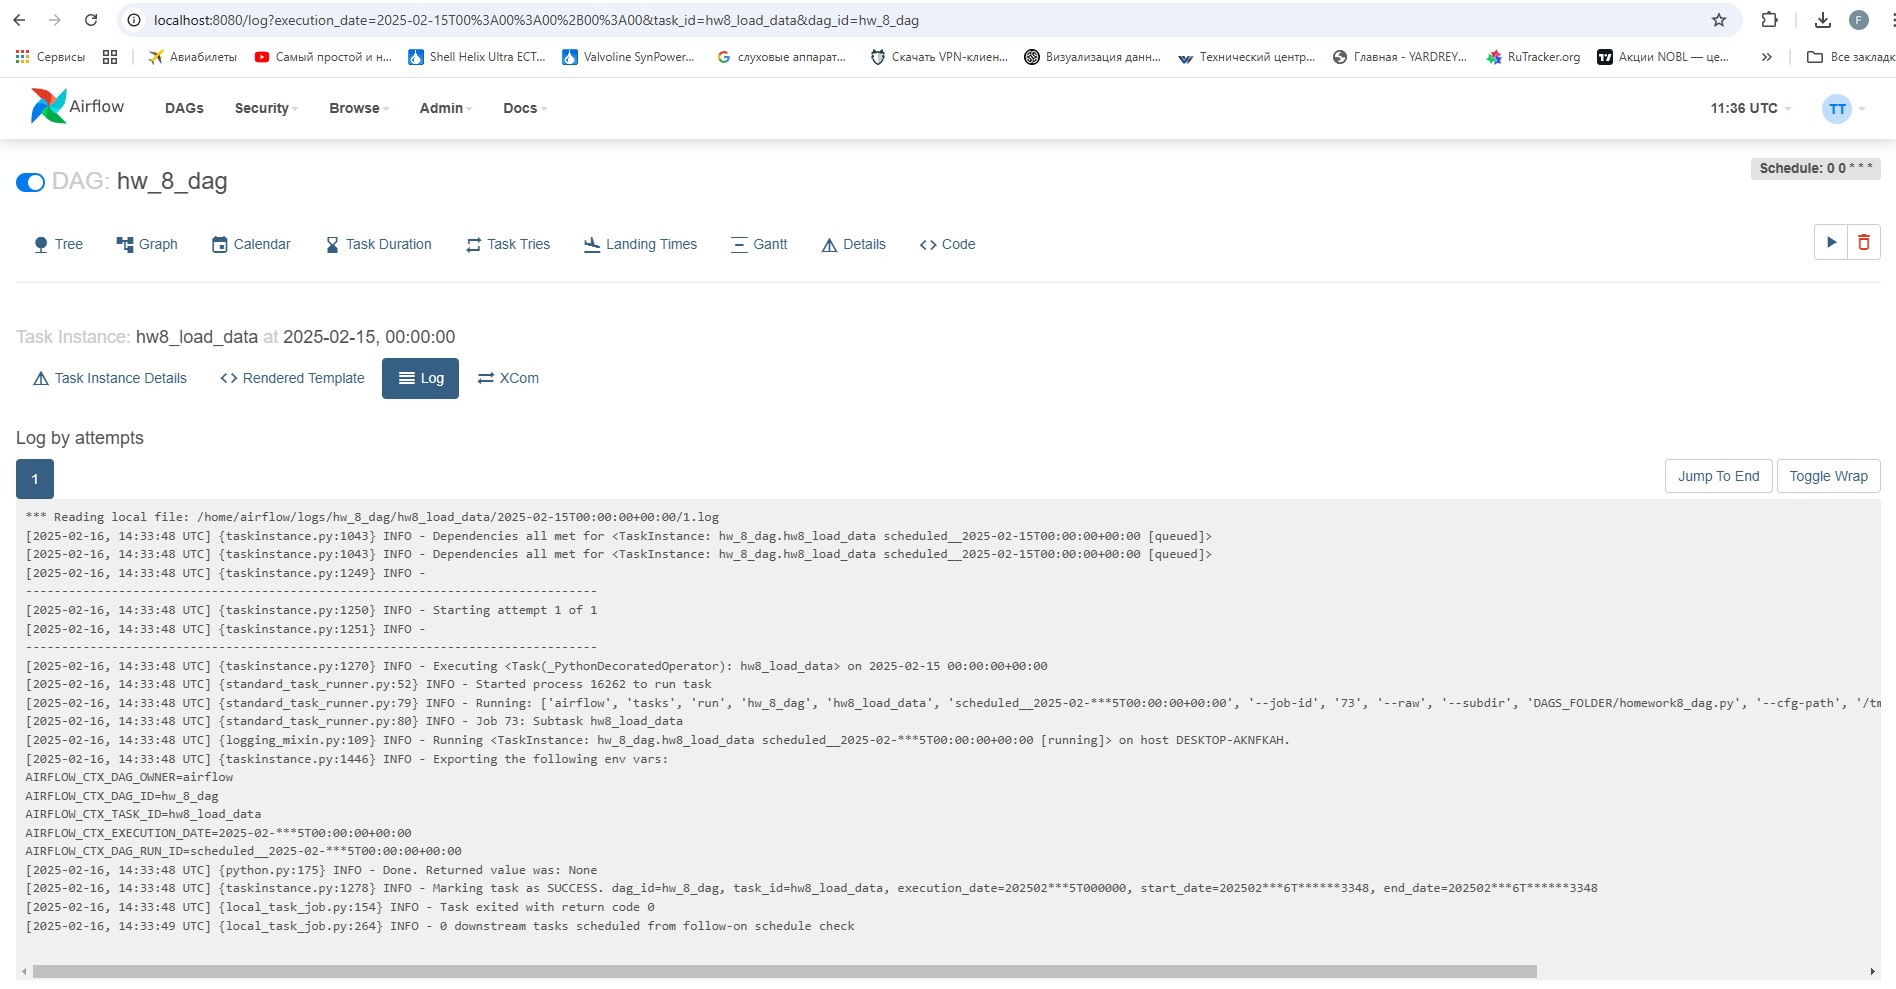 localhost:8080/log?execution_date=2025-02-15T00%3A00%3A00%2B00%3A00&task_id=hw8_load_data&dag_id=hw_8_dag
F
Сервисы
Авиабилеты
Самый простой и н...
Shell Helix Ultra ECT...
Valvoline SynPower...
слуховые аппарат...
Скачать VPN-клиен...
Визуализация данн...
Технический центр...
Главная - YARDREY...
RuTracker.org
Акции NOBL — це...
»
Все закладк
Airflow
DAGs
Security
Browse
Admin
Docs
11:36 UTC
TT
DAG: hw_8_dag
Schedule: 0 0 * * *
Tree
Graph
Calendar
Task Duration
Task Tries
Landing Times
Gantt
Details
Code
Task Instance: hw8_load_data at 2025-02-15, 00:00:00
Task Instance Details
Rendered Template
Log
XCom
Log by attempts
1
Jump To End
Toggle Wrap
*** Reading local file: /home/airflow/logs/hw_8_dag/hw8_load_data/2025-02-15T00:00:00+00:00/1.log
[2025-02-16, 14:33:48 UTC] {taskinstance.py:1043} INFO - Dependencies all met for <TaskInstance: hw_8_dag.hw8_load_data scheduled__2025-02-15T00:00:00+00:00 [queued]>
[2025-02-16, 14:33:48 UTC] {taskinstance.py:1043} INFO - Dependencies all met for <TaskInstance: hw_8_dag.hw8_load_data scheduled__2025-02-15T00:00:00+00:00 [queued]>
[2025-02-16, 14:33:48 UTC] {taskinstance.py:1249} INFO -
--------------------------------------------------------------------------------
[2025-02-16, 14:33:48 UTC] {taskinstance.py:1250} INFO - Starting attempt 1 of 1
[2025-02-16, 14:33:48 UTC] {taskinstance.py:1251} INFO -
--------------------------------------------------------------------------------
[2025-02-16, 14:33:48 UTC] {taskinstance.py:1270} INFO - Executing <Task(_PythonDecoratedOperator): hw8_load_data> on 2025-02-15 00:00:00+00:00
[2025-02-16, 14:33:48 UTC] {standard_task_runner.py:52} INFO - Started process 16262 to run task
[2025-02-16, 14:33:48 UTC] {standard_task_runner.py:79} INFO - Running: ['airflow', 'tasks', 'run', 'hw_8_dag', 'hw8_load_data', 'scheduled__2025-02-***5T00:00:00+00:00', '--job-id', '73', '--raw', '--subdir', 'DAGS_FOLDER/homework8_dag.py', '--cfg-path', '/tm
[2025-02-16, 14:33:48 UTC] {standard_task_runner.py:80} INFO - Job 73: Subtask hw8_load_data
[2025-02-16, 14:33:48 UTC] {logging_mixin.py:109} INFO - Running <TaskInstance: hw_8_dag.hw8_load_data scheduled__2025-02-***5T00:00:00+00:00 [running]> on host DESKTOP-AKNFKAH.
[2025-02-16, 14:33:48 UTC] {taskinstance.py:1446} INFO - Exporting the following env vars:
AIRFLOW_CTX_DAG_OWNER=airflow
AIRFLOW_CTX_DAG_ID=hw_8_dag
AIRFLOW_CTX_TASK_ID=hw8_load_data
AIRFLOW_CTX_EXECUTION_DATE=2025-02-***5T00:00:00+00:00
AIRFLOW_CTX_DAG_RUN_ID=scheduled__2025-02-***5T00:00:00+00:00
[2025-02-16, 14:33:48 UTC] {python.py:175} INFO - Done. Returned value was: None
[2025-02-16, 14:33:48 UTC] {taskinstance.py:1278} INFO - Marking task as SUCCESS. dag_id=hw_8_dag, task_id=hw8_load_data, execution_date=202502***5T000000, start_date=202502***6T******3348, end_date=202502***6T******3348
[2025-02-16, 14:33:48 UTC] {local_task_job.py:154} INFO - Task exited with return code 0
[2025-02-16, 14:33:49 UTC] {local_task_job.py:264} INFO - 0 downstream tasks scheduled from follow-on schedule check